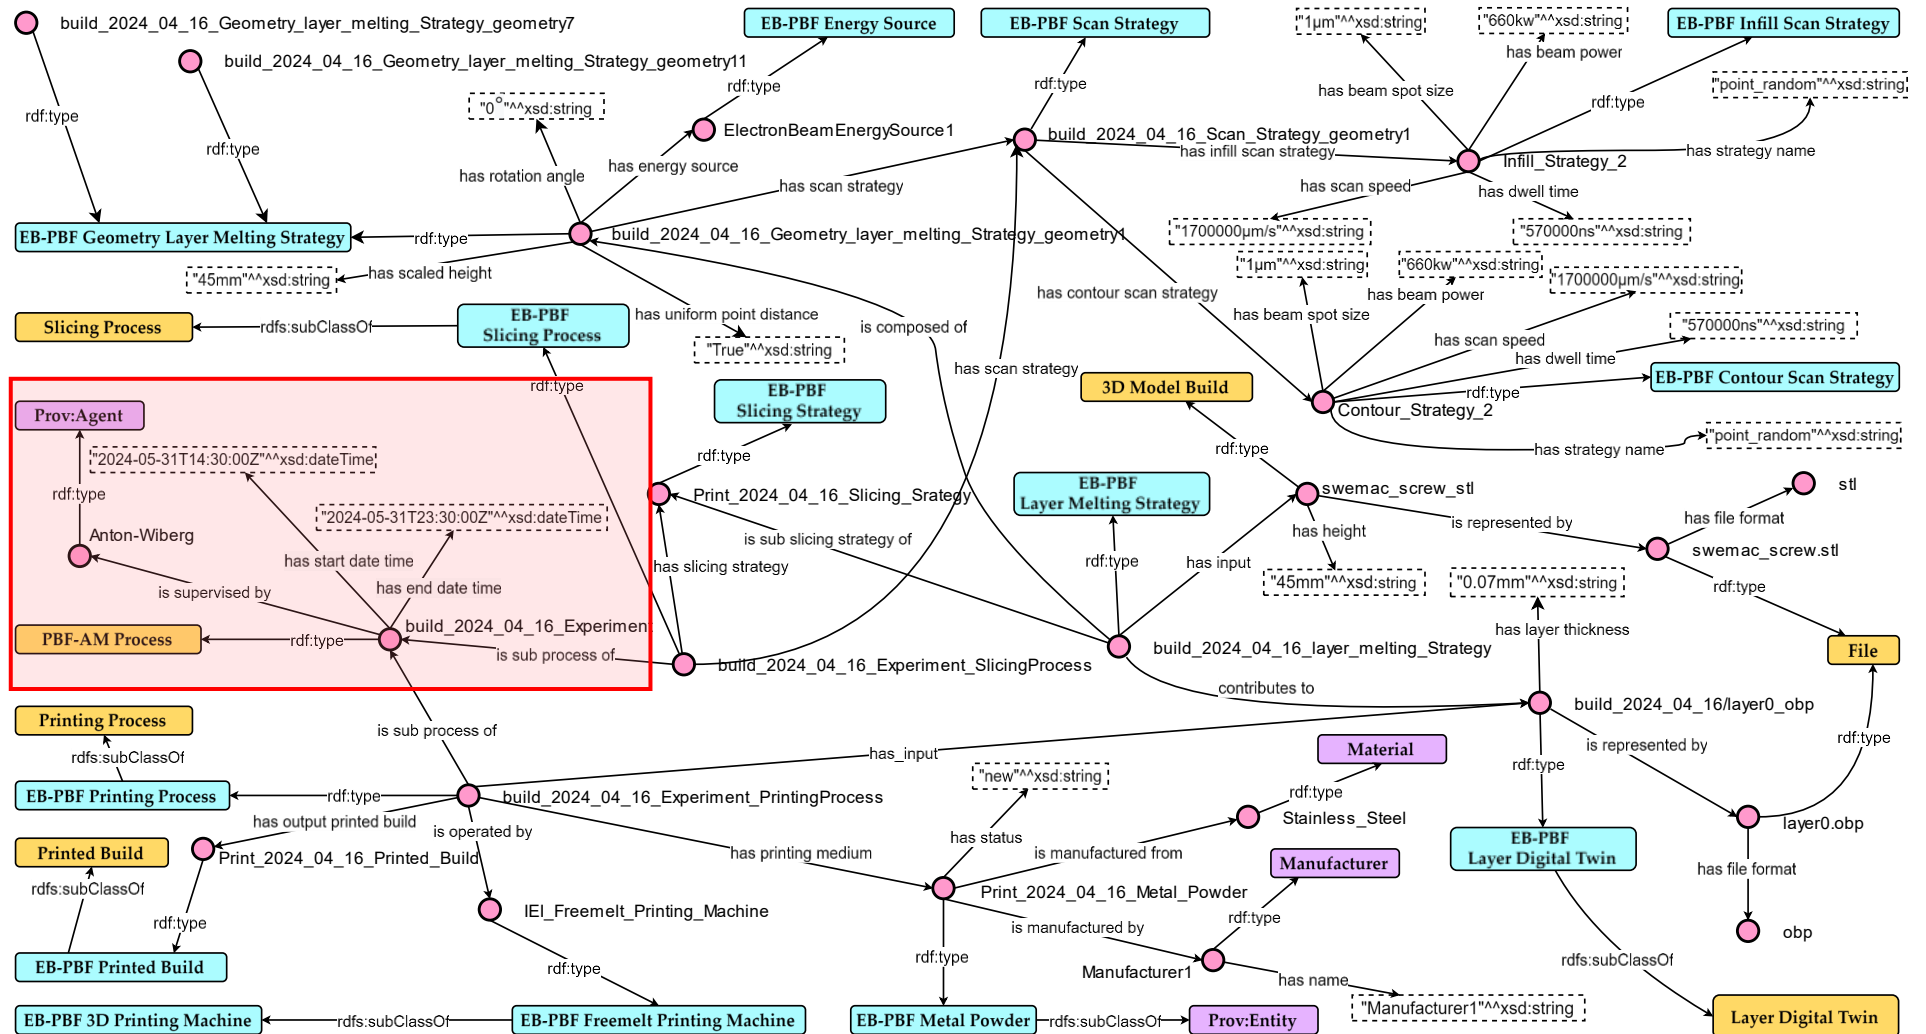 build_2024_04_16_Geometry_layer_melting_Strategy_geometry7
EB-PBF Energy Source
EB-PBF Scan Strategy
"1µm"^^xsd:string
"660kw"^^xsd:string
EB-PBF Infill Scan Strategy
build_2024_04_16_Geometry_layer_melting_Strategy_geometry11
has beam power
rdf:type
rdf:type
has beam spot size
rdf:type
"point_random"^^xsd:string
"0°"^^xsd:string
rdf:type
ElectronBeamEnergySource1
build_2024_04_16_Scan_Strategy_geometry1
rdf:type
has energy source
has infill scan strategy
Infill_Strategy_2
has strategy name
has rotation angle
has scan strategy
has scan speed
has dwell time
EB-PBF Geometry Layer Melting Strategy
rdf:type
build_2024_04_16_Geometry_layer_melting_Strategy_geometry1
"1700000µm/s"^^xsd:string
"570000ns"^^xsd:string
"45mm"^^xsd:string
has scaled height
"1µm"^^xsd:string
"660kw"^^xsd:string
"1700000µm/s"^^xsd:string
has contour scan strategy
has beam power
Slicing Process
rdfs:subClassOf
EB-PBF
Slicing Process
has uniform point distance
is composed of
has beam spot size
"570000ns"^^xsd:string
"True"^^xsd:string
has scan speed
has dwell time
has scan strategy
rdf:type
EB-PBF
Slicing Strategy
3D Model Build
rdf:type
EB-PBF Contour Scan Strategy
Prov:Agent
Contour_Strategy_2
"point_random"^^xsd:string
"2024-05-31T14:30:00Z"^^xsd:dateTime
rdf:type
rdf:type
has strategy name
rdf:type
Print_2024_04_16_Slicing_Srategy
EB-PBF
Layer Melting Strategy
swemac_screw_stl
stl
"2024-05-31T23:30:00Z"^^xsd:dateTime
is represented by
has file format
Anton-Wiberg
is sub slicing strategy of
has height
swemac_screw.stl
has start date time
has slicing strategy
rdf:type
has input
"45mm"^^xsd:string
"0.07mm"^^xsd:string
rdf:type
is supervised by
has end date time
PBF-AM Process
rdf:type
build_2024_04_16_Experiment
has layer thickness
is sub process of
build_2024_04_16_Experiment_SlicingProcess
build_2024_04_16_layer_melting_Strategy
File
contributes to
build_2024_04_16/layer0_obp
Printing Process
is sub process of
rdfs:subClassOf
has_input
Material
is represented by
rdf:type
EB-PBF Printing Process
rdf:type
build_2024_04_16_Experiment_PrintingProcess
"new"^^xsd:string
rdf:type
rdf:type
has output printed build
is operated by
has status
Stainless_Steel
layer0.obp
Printed Build
Print_2024_04_16_Printed_Build
has printing medium
is manufactured from
Manufacturer
EB-PBF
Layer Digital Twin
has file format
rdfs:subClassOf
Print_2024_04_16_Metal_Powder
rdf:type
IEI_Freemelt_Printing_Machine
is manufactured by
rdf:type
obp
EB-PBF Printed Build
rdf:type
rdf:type
Manufacturer1
has name
rdfs:subClassOf
EB-PBF 3D Printing Machine
rdfs:subClassOf
EB-PBF Freemelt Printing Machine
EB-PBF Metal Powder
rdfs:subClassOf
Prov:Entity
"Manufacturer1"^^xsd:string
Layer Digital Twin